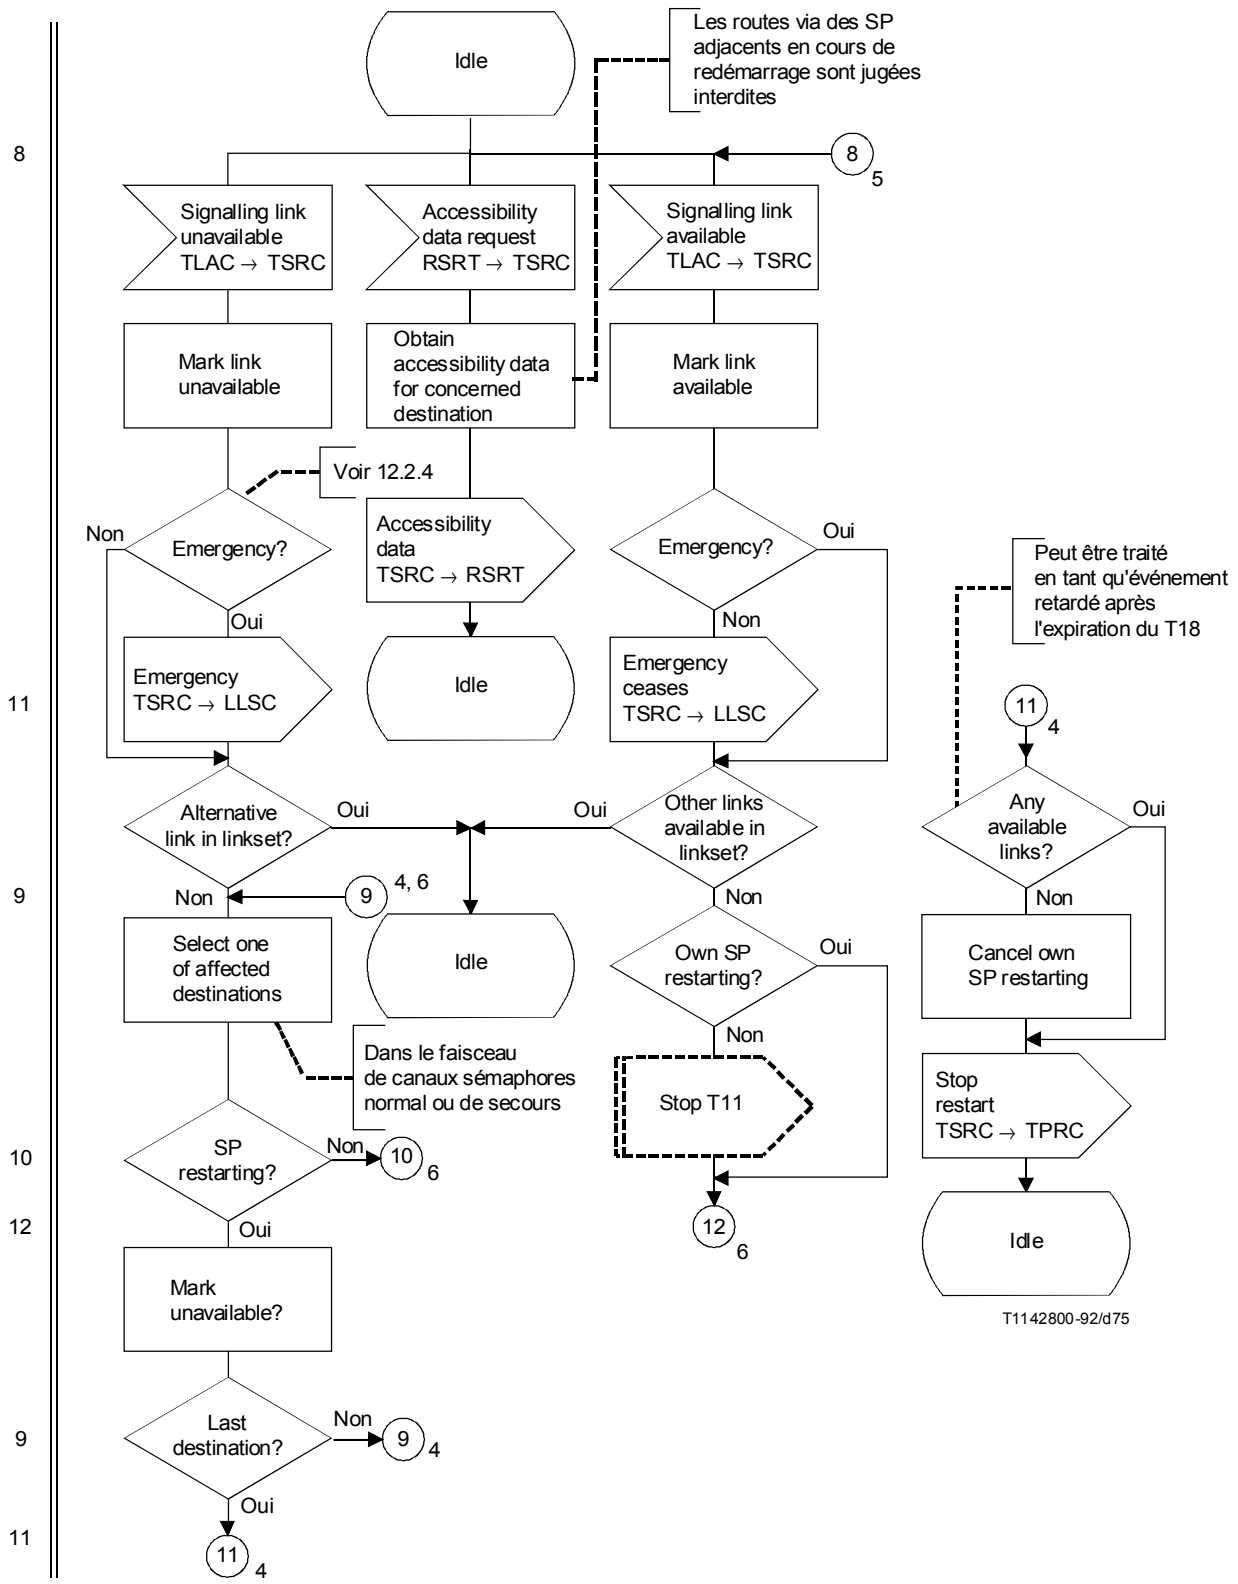 Les routes via des SP
adjacents en cours de
redémarrage sont jugées
interdites
Idle
8
8
5
Signalling link
unavailable
TLAC → TSRC
Accessibility
data request
RSRT → TSRC
Signalling link
available
TLAC → TSRC
Mark link
unavailable
Obtain
accessibility data
for concerned
destination
Mark link
available
Voir 12.2.4
Non
Emergency?
Oui
Accessibility
data
TSRC → RSRT
Emergency?
Oui
Non
Peut être traité
en tant qu'événement
retardé après
l'expiration du T18
Emergency
TSRC → LLSC
Idle
Emergency
ceases
TSRC → LLSC
11
11
4
Alternative
link in linkset?
Oui
Non
Oui
Other links
available in
linkset?
Non
Any
available
links?
Oui
Non
9
9
4, 6
Select one
of affected
destinations
Idle
Own SP
restarting?
Oui
Non
Cancel own
SP restarting
Dans le faisceau
de canaux sémaphores
normal ou de secours
Stop T11
Stop
restart
TSRC → TPRC
10
SP
restarting?
Non
10
6
Oui
12
12
6
Idle
Mark
unavailable?
T1142800-92/d75
9
Last
destination?
Non
9
4
Oui
11
11
4